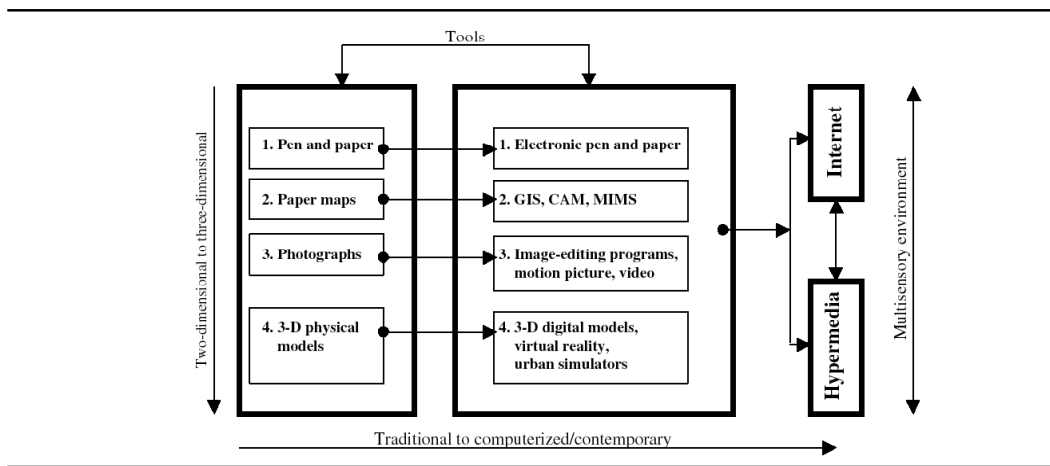 Tools
Two-dimensional to three-dimensional
1. Pen and paper
2. Paper maps
3. Photographs
4. 3-D physical
models
1. Electronic pen and paper
2. GIS, CAM, MIMS
3. Image-editing programs,
motion picture, video
4. 3-D digital models,
virtual reality,
urban simulators
Internet
Hypermedia
Multisensory environment
Traditional to computerized/contemporary